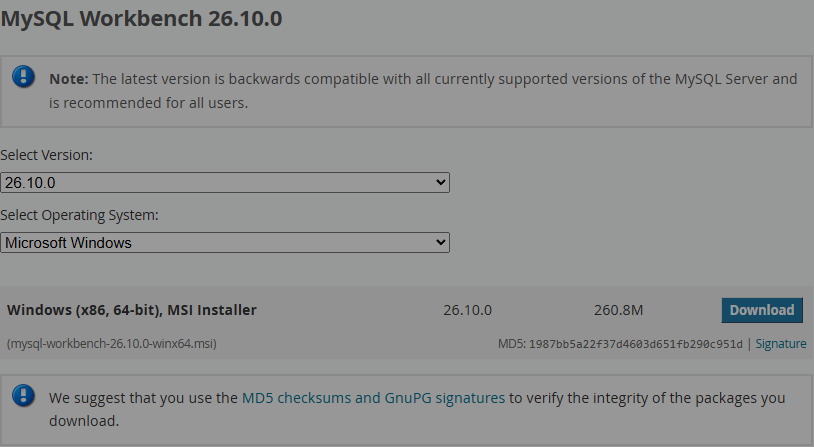 MySQL Workbench 26.10.0
Note: The latest version is backwards compatible with all currently supported versions of the MySQL Server and
is recommended for all users.
Select Version:
26.10.0
Select Operating System:
Microsoft Windows
Windows (x86, 64-bit), MSI Installer 26.10.0 260.8M Download
(mysql-workbench-26.10.0-winx64.msi) MD5: 1987bb5a22f37d4603d651fb290c951d | Signature
We suggest that you use the MD5 checksums and GnuPG signatures to verify the integrity of the packages you
download.